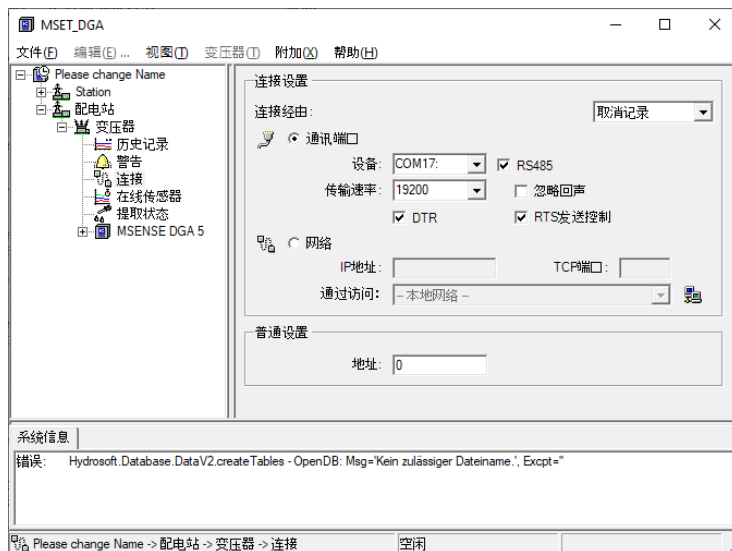 MSET_DGA
文件(F) 编辑(E) ... 视图(T) 变压器(T) 附加(X) 帮助(H)
Please change Name
Station
配电站
变压器
历史记录
警告
连接
在线传感器
提取状态
MSENSE DGA 5
连接设置
连接经由: 取消记录
通讯端口
设备: COM17: RS485
传输速率: 19200 忽略回声
DTR RTS发送控制
网络
IP地址: TCP端口:
通过访问: -- 本地网络 --
普通设置
地址: 0
系统信息
错误: Hydrosoft.Database.DataV2.createTables - OpenDB: Msg='Kein zulässiger Dateiname.', Excpt=''
Please change Name -> 配电站 -> 变压器 -> 连接 空闲